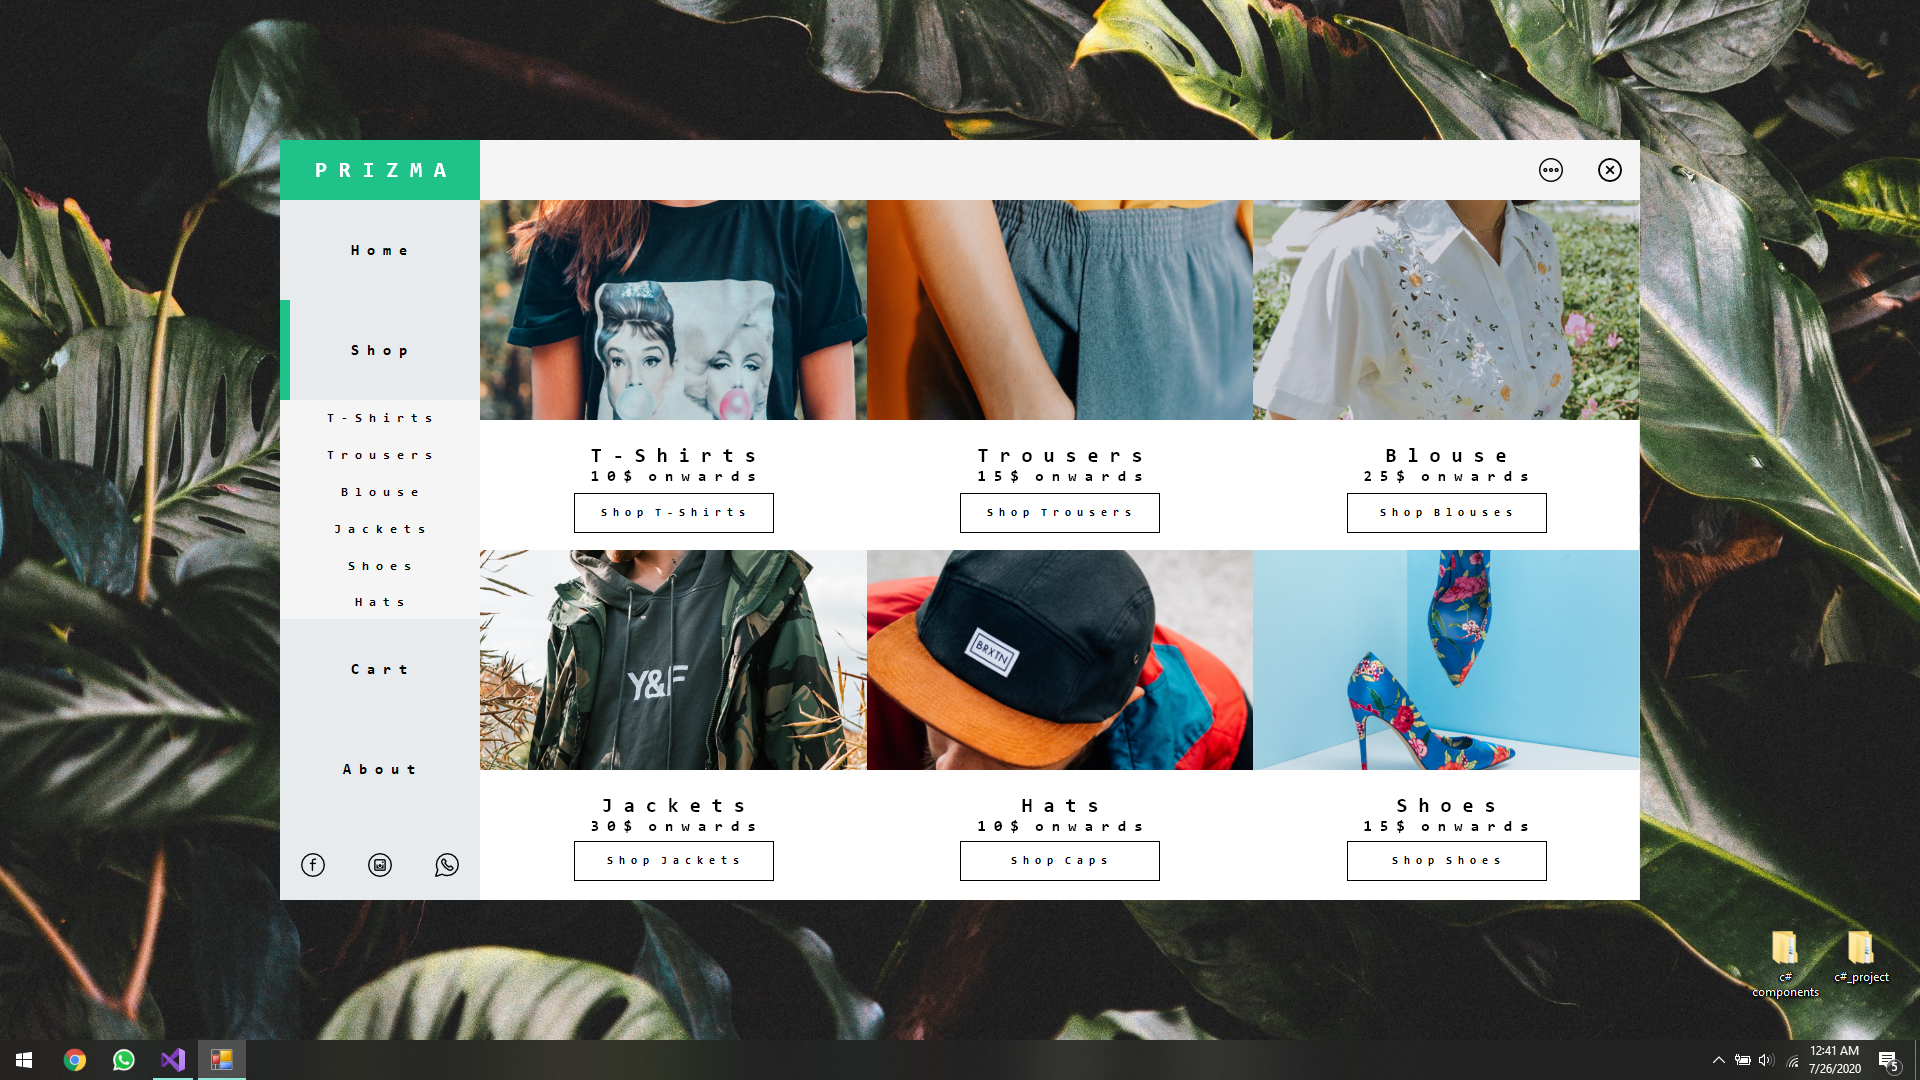 PRIZMA
Home
Shop
T-Shirts
Trousers
Blouse
Jackets
Shoes
Hats
Cart
About
T-Shirts
10$ onwards
Shop T-Shirts
Trousers
15$ onwards
Shop Trousers
Blouse
25$ onwards
Shop Blouses
Y&F
BRXTN
Jackets
30$ onwards
Shop Jackets
Hats
10$ onwards
Shop Caps
Shoes
15$ onwards
Shop Shoes
c#
components
c#_project
12:41 AM
7/26/2020
5